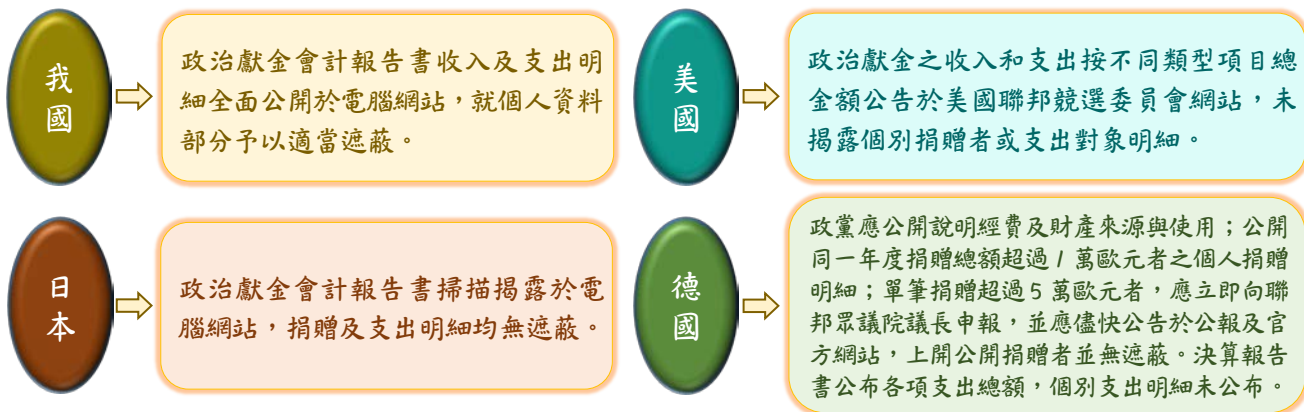 我國
政治獻金會計報告書收入及支出明
細全面公開於電腦網站，就個人資料
部分予以適當遮蔽。
美國
政治獻金之收入和支出按不同類型項目總
金額公告於美國聯邦競選委員會網站，未
揭露個別捐贈者或支出對象明細。
日本
政治獻金會計報告書掃描揭露於電
腦網站，捐贈及支出明細均無遮蔽。
德國
政黨應公開說明經費及財產來源與使用；公開
同一年度捐贈總額超過1萬歐元者之個人捐贈
明細；單筆捐贈超過5萬歐元者，應立即向聯
邦眾議院議長申報，並應儘快公告於公報及官
方網站，上開公開捐贈者並無遮蔽。決算報告
書公布各項支出總額，個別支出明細未公布。